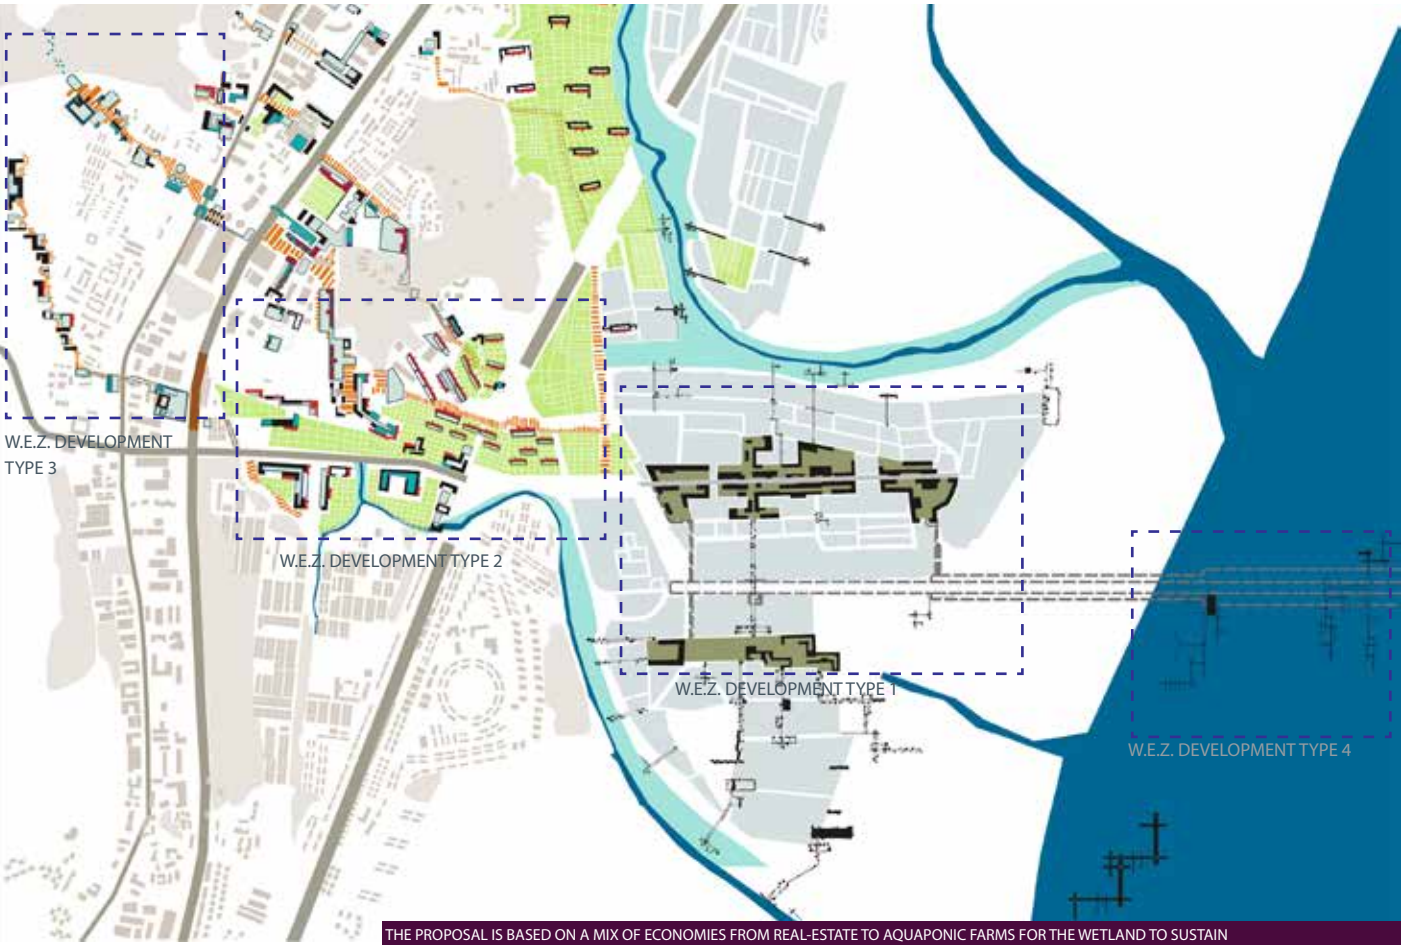 W.E.Z. DEVELOPMENT
TYPE 3
W.E.Z. DEVELOPMENT TYPE 2
W.E.Z. DEVELOPMENT TYPE 1
W.E.Z. DEVELOPMENT TYPE 4
THE PROPOSAL IS BASED ON A MIX OF ECONOMIES FROM REAL-ESTATE TO AQUAPONIC FARMS FOR THE WETLAND TO SUSTAIN